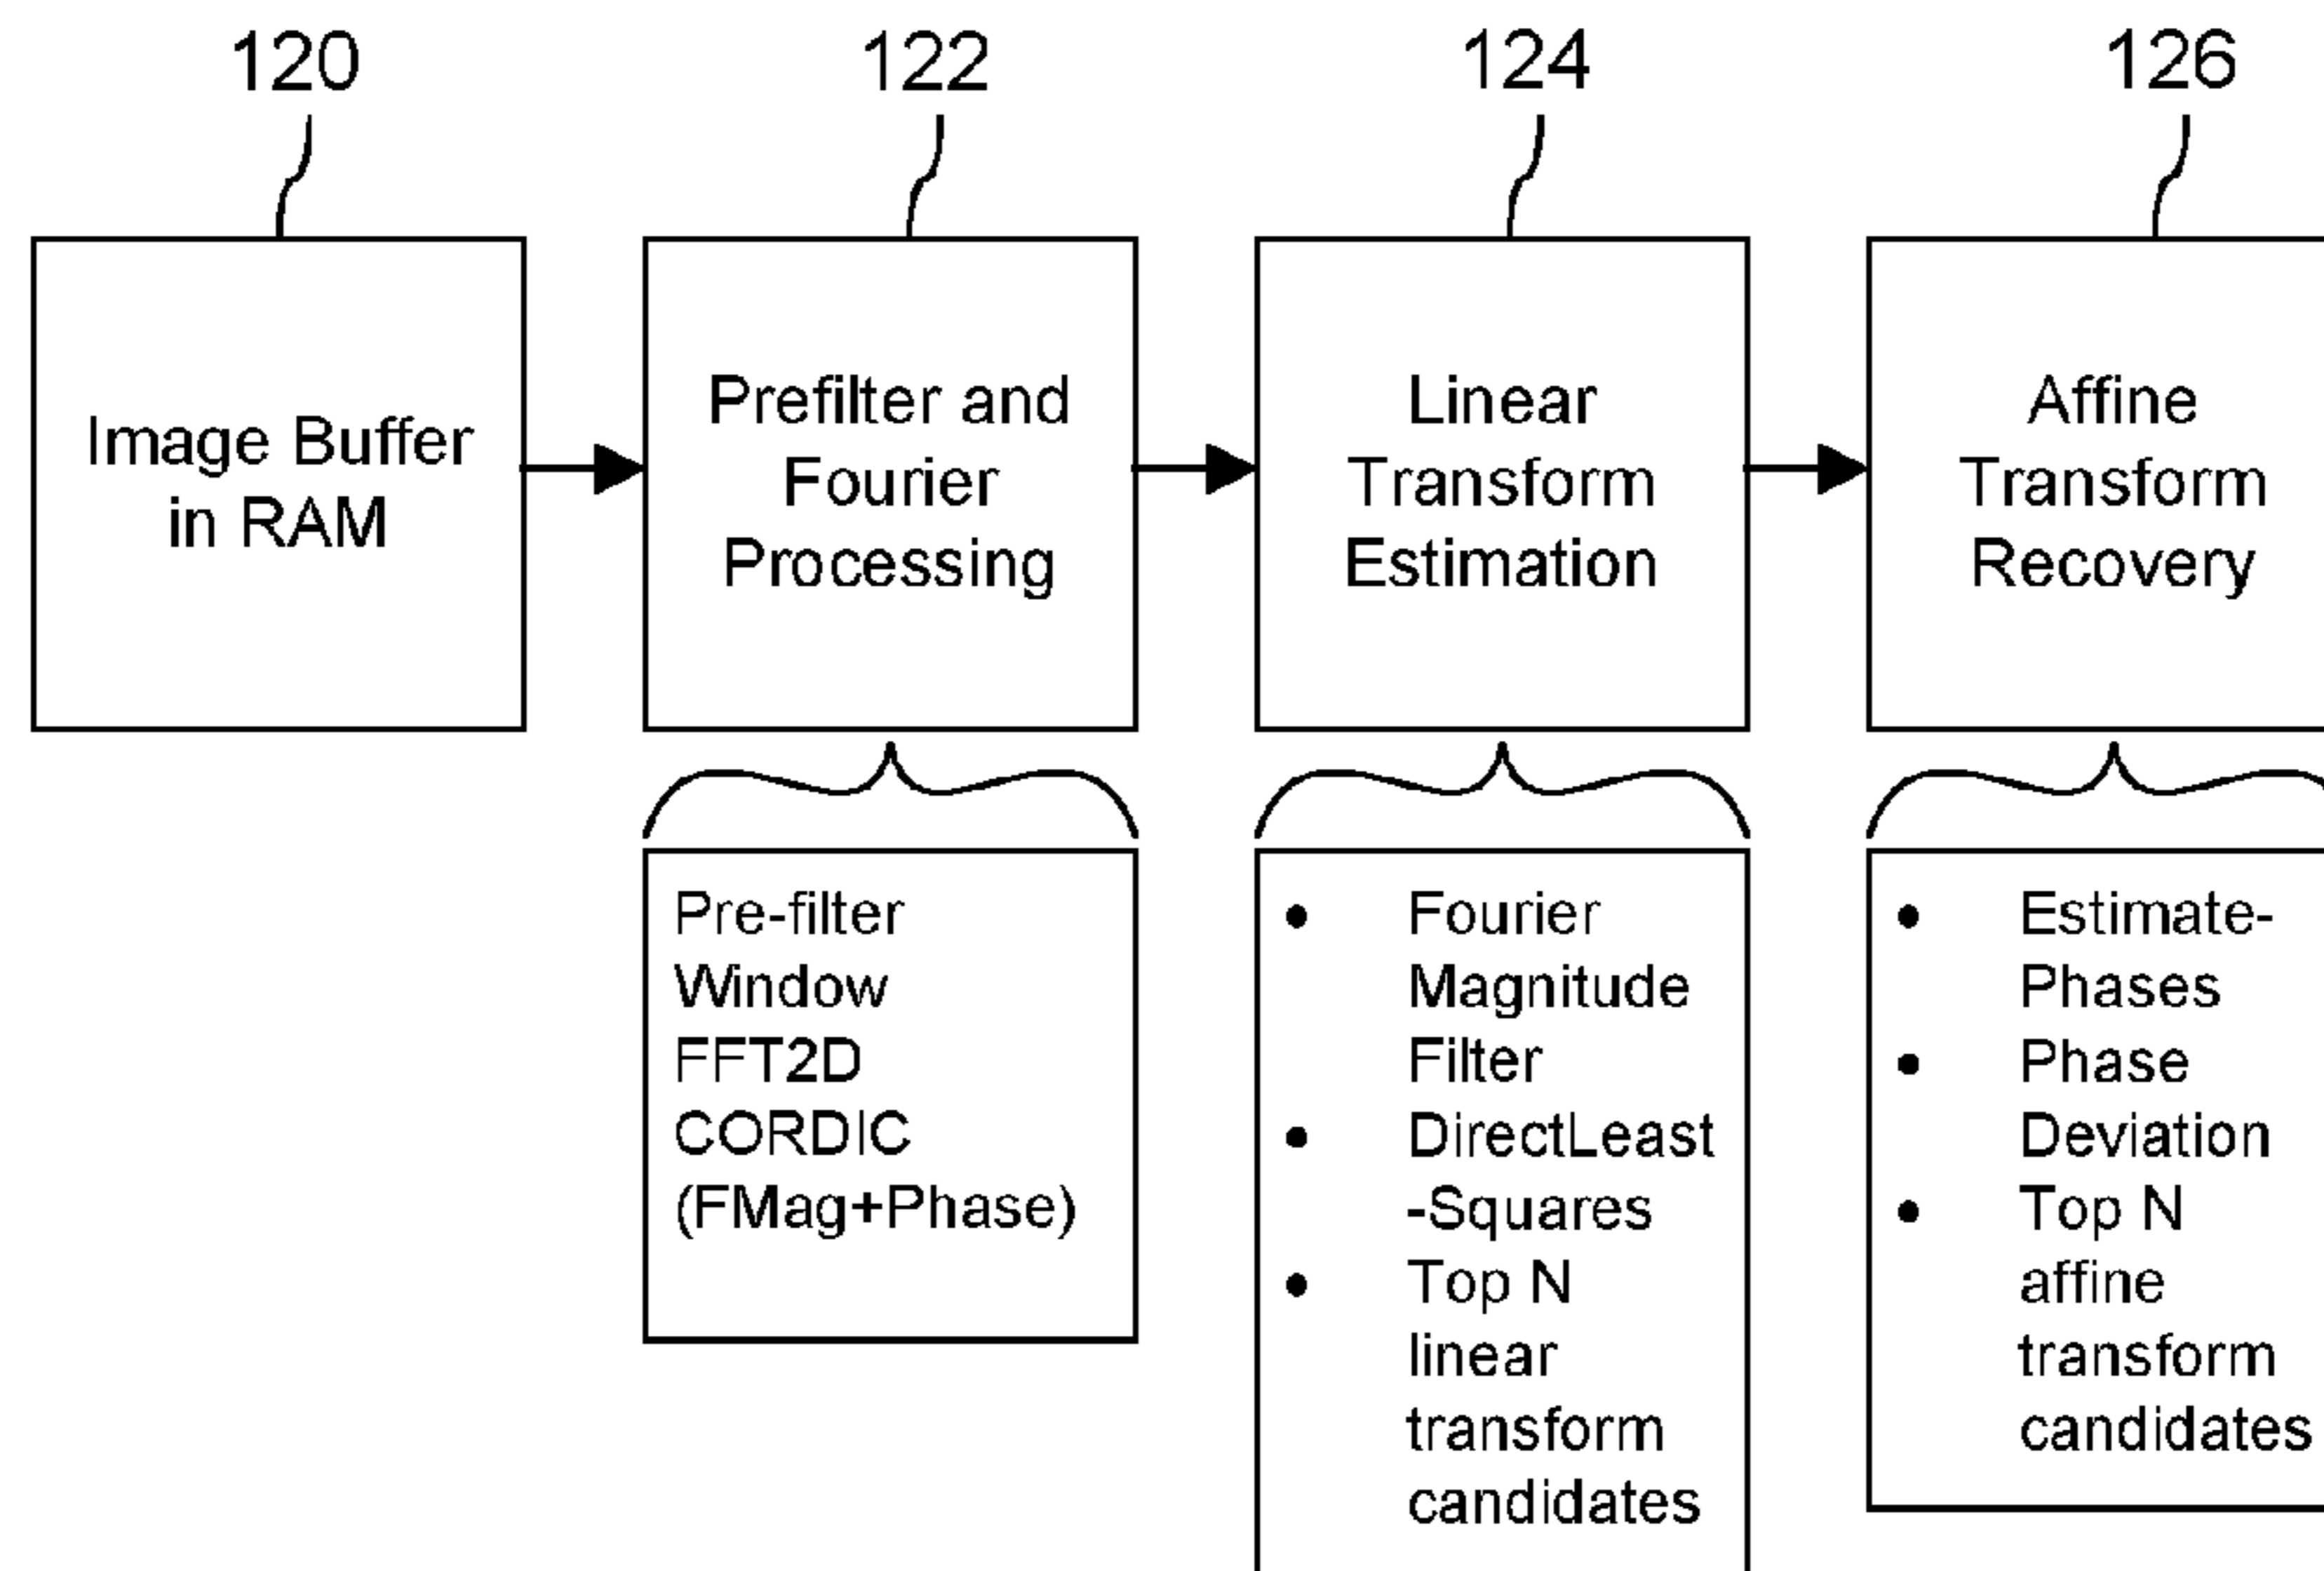 120
122
124
126
Image Buffer
in RAM
Prefilter and
Fourier
Processing
Linear
Transform
Estimation
Affine
Transform
Recovery
Pre-filter
Window
FFT2D
CORDIC
(FMag+Phase)
• Fourier
Magnitude
Filter
• DirectLeast
-Squares
• Top N
linear
transform
candidates
• Estimate-
Phases
• Phase
Deviation
• Top N
affine
transform
candidates